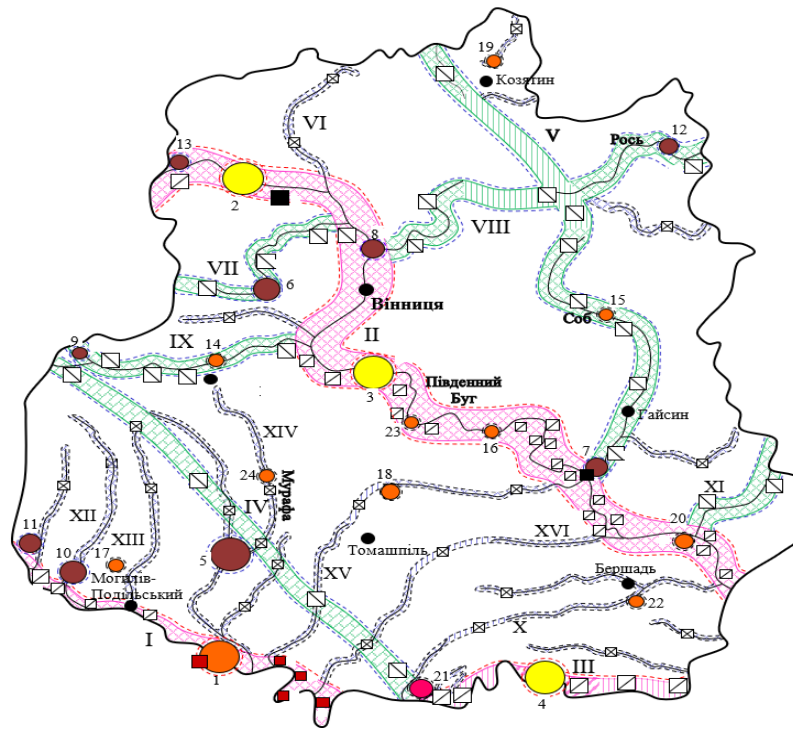 19
Козятин
VI
V
13
12
Рось
2
VIII
8
VII
6
Вінниця
15
Соб
II
9
IX
14
3
Південний
Буг
Гайсин
XIV
23
16
7
18
24
Мурафа
XI
XII
IV
11
XIII
XVI
20
5
Томашпіль
10
17
XV
Бершадь
Могилів-
Подільський
22
X
I
III
1
21
4